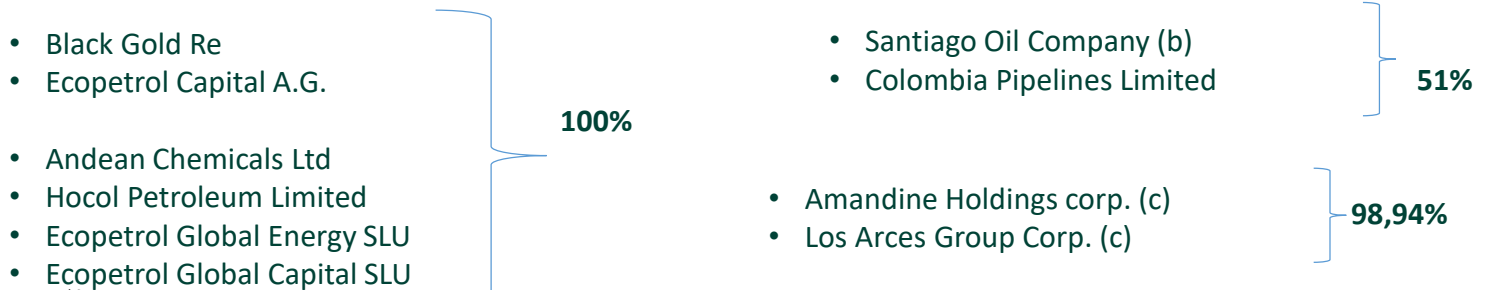 • Black Gold Re
• Ecopetrol Capital A.G.
• Andean Chemicals Ltd
• Hocol Petroleum Limited
• Ecopetrol Global Energy SLU
• Ecopetrol Global Capital SLU
100%
• Santiago Oil Company (b)
• Colombia Pipelines Limited
51%
• Amandine Holdings corp. (c)
• Los Arces Group Corp. (c)
98,94%